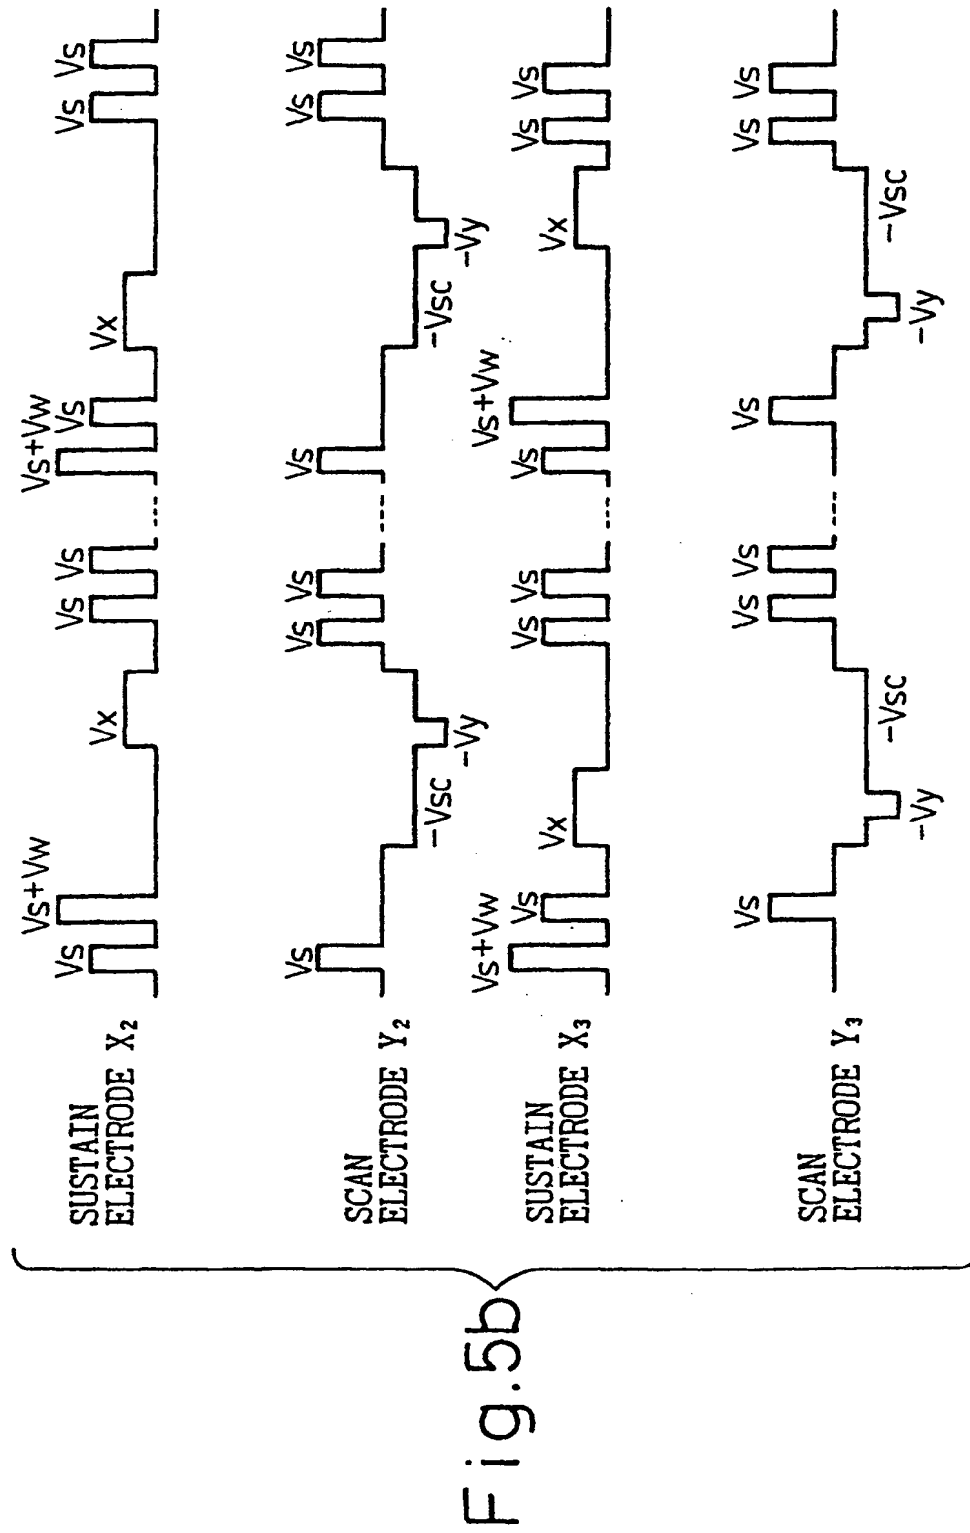 Fig.5b
SUSTAIN
ELECTRODE X2
Vs
Vs+Vw
Vx
Vs
Vs
Vs+Vw
Vs
Vx
Vs
Vs
SCAN
ELECTRODE Y2
Vs
-Vsc
-Vy
Vs
Vs
Vs
-Vsc
-Vy
Vs
Vs
SUSTAIN
ELECTRODE X3
Vs+Vw
Vs
Vx
Vs
Vs
Vs
Vs+Vw
Vx
Vs
Vs
SCAN
ELECTRODE Y3
Vs
-Vy
-Vsc
Vs
Vs
Vs
-Vy
-Vsc
Vs
Vs